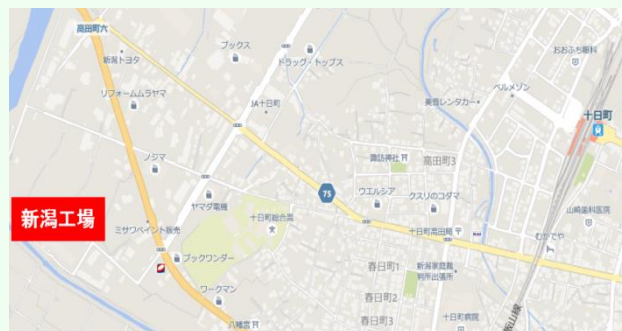 高田町六
新潟トヨタ
ブックス
ドラッグ・トップス
おおふち眼科
リフォームムラヤマ
JA十日町
東雲レンタカー
ベルメゾン
十日町
ノジマ
諏訪神社
高田町3
75
ウエルシア
クスリのコダマ
ヤマダ電機
新潟工場
十日町総合高
山崎歯科医院
ミサワペイント販売
十日町高田局
むかでや
ブックワンダー
春日町1
新潟家庭裁
判所出張所
飯山線
ワークマン
春日町2
八幡宮
春日町3
十日町病院